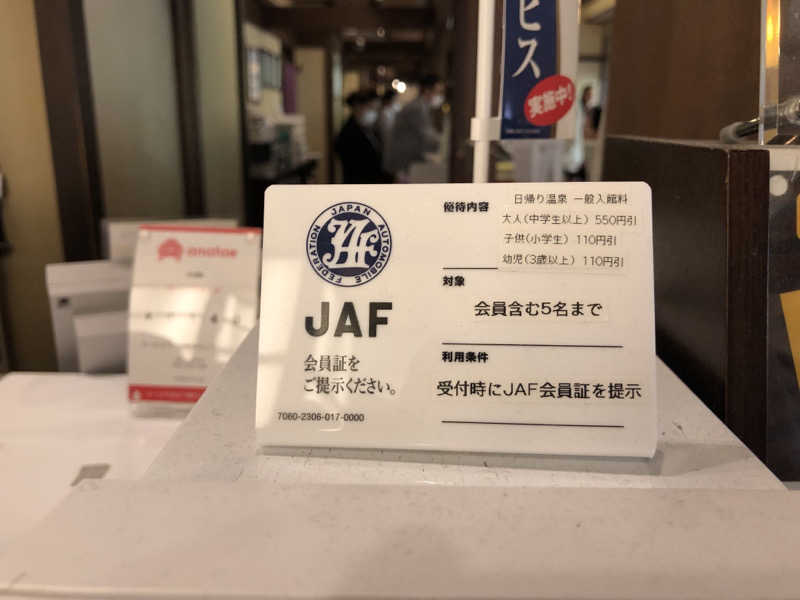 ビス
実施中!
anatae
JAPAN AUTOMOBILE FEDERATION
JAF
JAF
会員証を
ご提示ください。
7060-2306-017-0000
優待内容
日帰り温泉 一般入館料
大人(中学生以上) 550円引
子供(小学生) 110円引
幼児(3歳以上) 110円引
対象
会員含む5名まで
利用条件
受付時にJAF会員証を提示